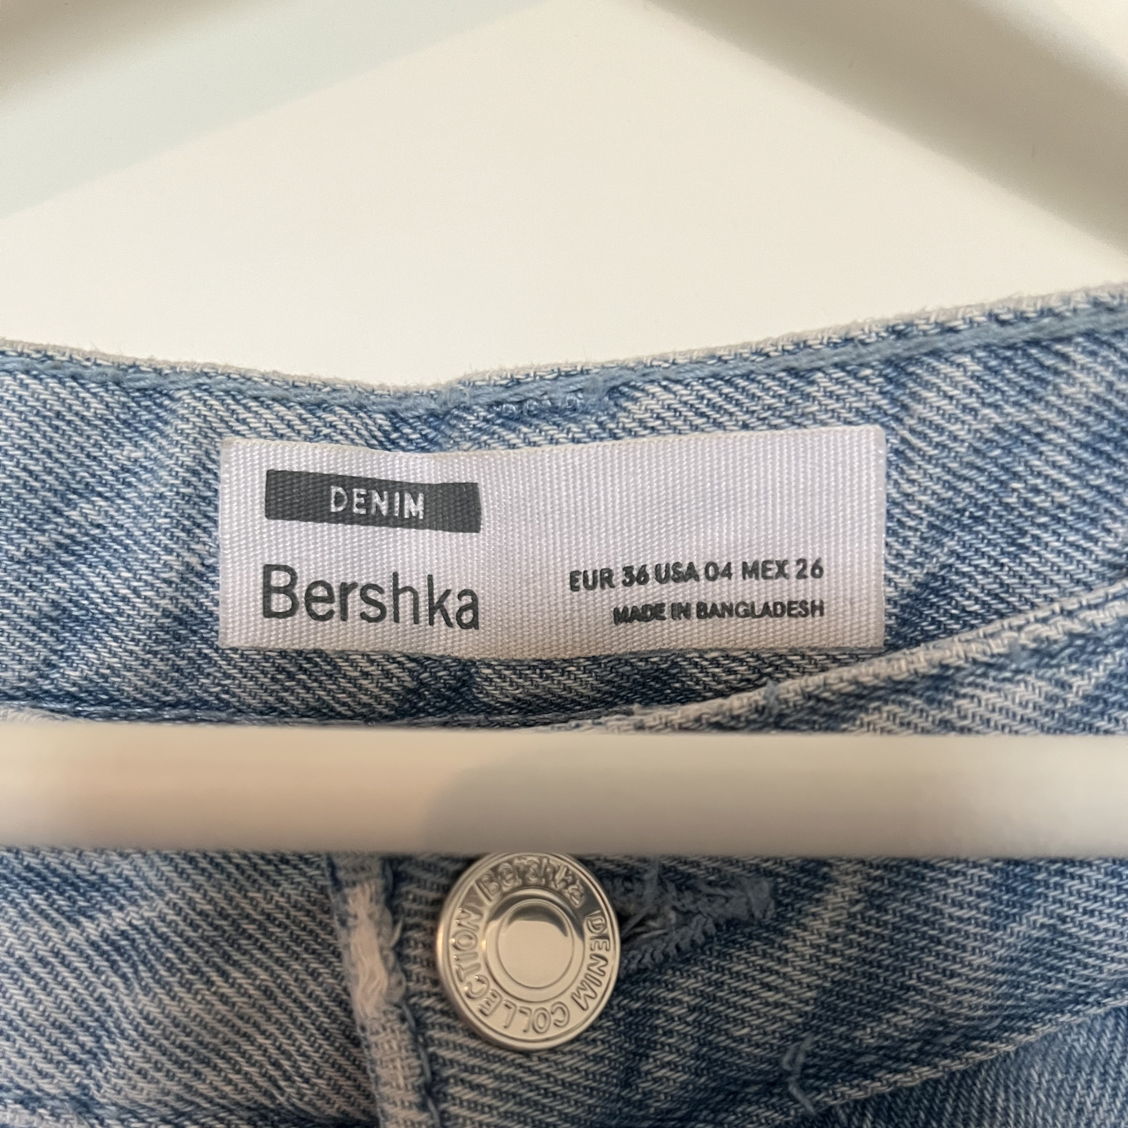 DENIM
Bershka
EUR 36 USA 04 MEX 26
MADE IN BANGLADESH
Bershka DENIM COLLECTION